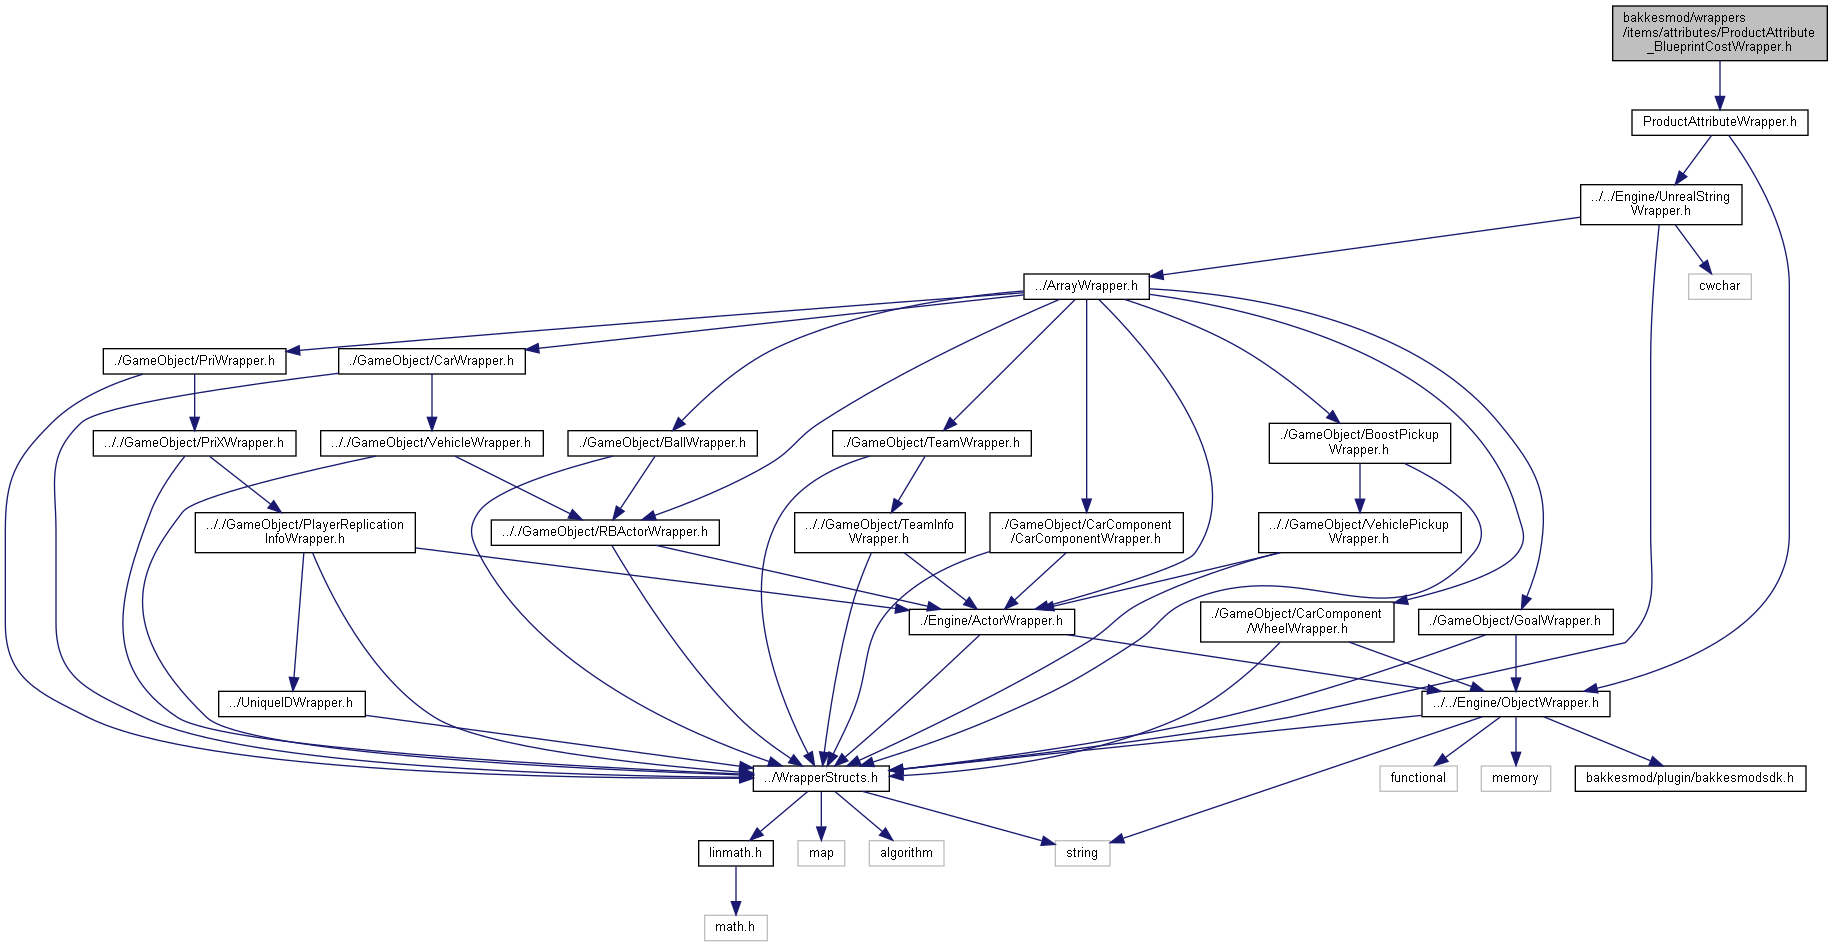 bakkesmod/wrappers
/items/attributes/ProductAttribute
_BlueprintCostWrapper.h
ProductAttributeWrapper.h
../../Engine/UnrealString
Wrapper.h
../ArrayWrapper.h
cwchar
./GameObject/PriWrapper.h
./GameObject/CarWrapper.h
.././GameObject/PriXWrapper.h
.././GameObject/VehicleWrapper.h
./GameObject/BallWrapper.h
./GameObject/TeamWrapper.h
./GameObject/BoostPickup
Wrapper.h
.././GameObject/PlayerReplication
InfoWrapper.h
.././GameObject/RBActorWrapper.h
.././GameObject/TeamInfo
Wrapper.h
./GameObject/CarComponent
/CarComponentWrapper.h
.././GameObject/VehiclePickup
Wrapper.h
./Engine/ActorWrapper.h
./GameObject/CarComponent
/WheelWrapper.h
./GameObject/GoalWrapper.h
../UniqueIDWrapper.h
../../Engine/ObjectWrapper.h
../WrapperStructs.h
functional
memory
bakkesmod/plugin/bakkesmodsdk.h
linmath.h
map
algorithm
string
math.h